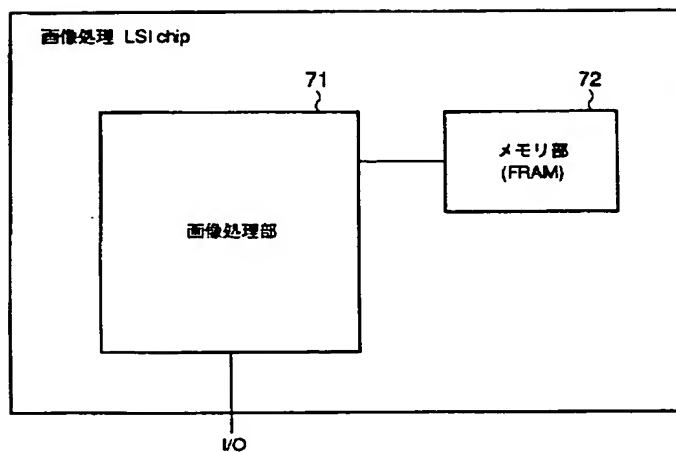 画像処理 LSI chip
71
72
メモリ部
(FRAM)
画像処理部
I/O